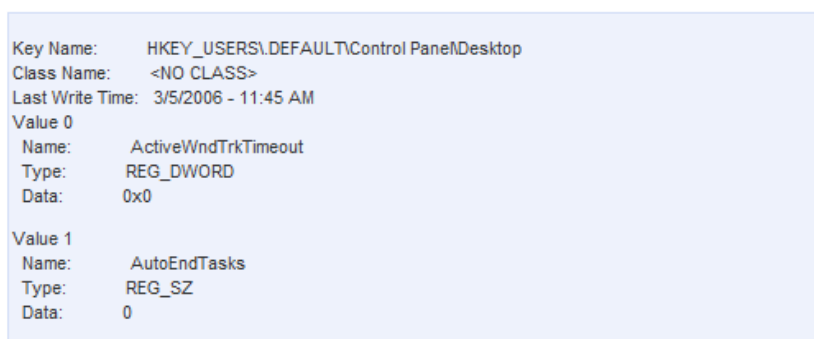 Key Name: HKEY_USERS\.DEFAULT\Control Panel\Desktop
Class Name: <NO CLASS>
Last Write Time: 3/5/2006 - 11:45 AM
Value 0
Name: ActiveWndTrkTimeout
Type: REG_DWORD
Data: 0x0
Value 1
Name: AutoEndTasks
Type: REG_SZ
Data: 0